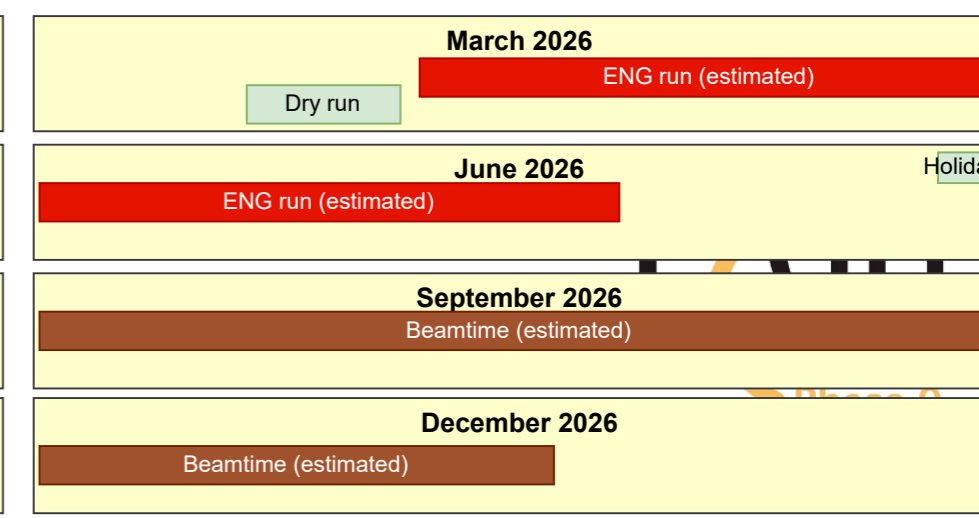 March 2026
ENG run (estimated)
Dry run
June 2026
ENG run (estimated)
September 2026
Beamtime (estimated)
December 2026
Beamtime (estimated)